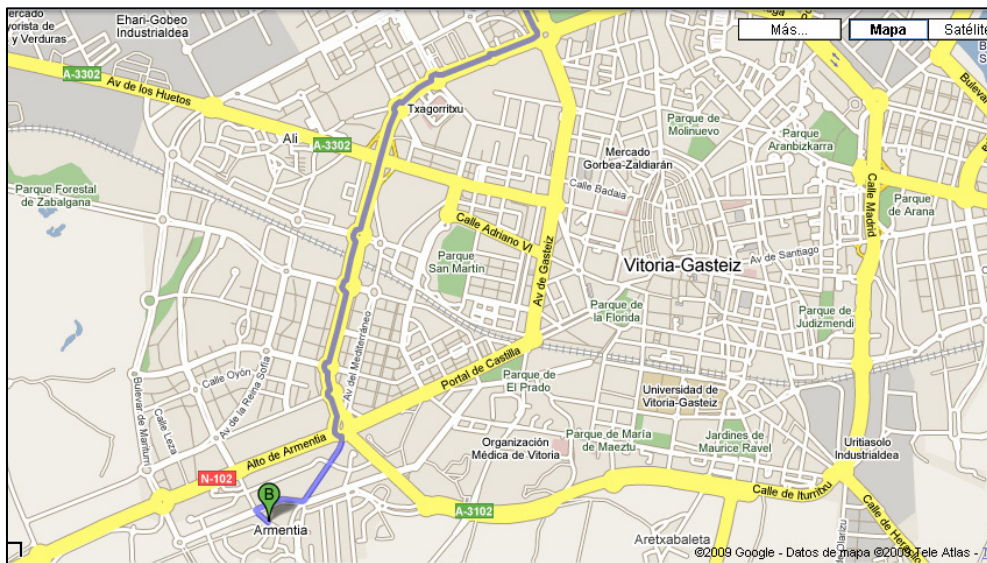 Mercado
Mayorista de
y Verduras
Ehari-Gobeo
Industrialdea
Más...
Mapa
Satélite
A-3302
Av de los Huetos
Txagorritxu
Parque de
Molinuevo
Parque
Aranbizkarra
Ali
A-3302
Mercado
Gorbea-Zaldiarán
Calle Badaia
Parque Forestal
de Zabalgana
Calle Madrid
Parque
de Arana
Calle Adriano VI
Parque
San Martín
Av de Gasteiz
Av de Santiago
Vitoria-Gasteiz
Parque de
la Florida
Parque de
Judizmendi
Av del Mediterráneo
Portal de Castilla
Calle Oyón
Av de la Reina Sofía
Bulevar de Mariturri
Calle Leza
Parque de
El Prado
Universidad de
Vitoria-Gasteiz
Alto de Armentia
Organización
Médica de Vitoria
Parque de María
de Maeztu
Jardines de
Maurice Ravel
Uritiasolo
Industrialdea
N-102
B
Armentia
A-3102
Calle de Iturritxu
Aretxabaleta
©2009 Google - Datos de mapa ©2009 Tele Atlas -